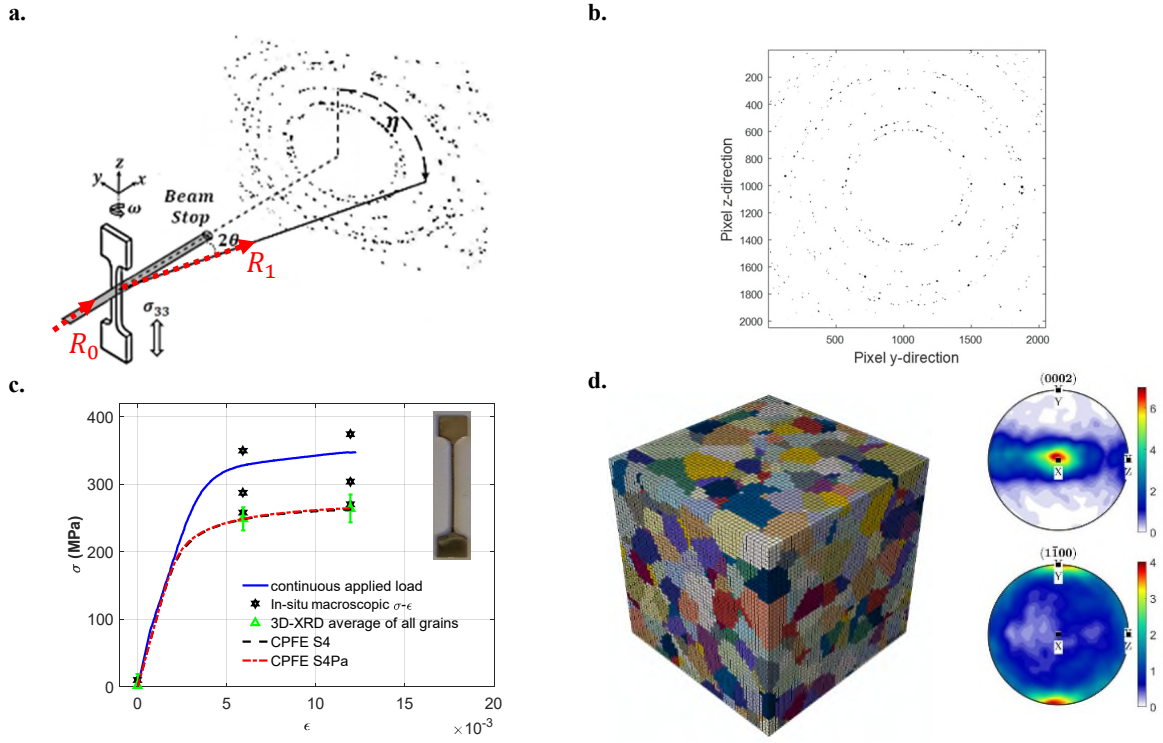 a.
z
y
x
ω
Beam
Stop
2θ
η
σ33
R0
R1
b.
200
400
600
800
1000
1200
1400
1600
1800
2000
500
1000
1500
2000
Pixel z-direction
Pixel y-direction
c.
400
300
200
100
0
σ (MPa)
0
5
10
15
20
ϵ
×10-3
continuous applied load
In-situ macroscopic σ-ϵ
3D-XRD average of all grains
CPFE S4
CPFE S4Pa
d.
(0002)
Y
X
Z
6
5
4
3
2
1
0
(11̄00)
Y
X
Z
4
3
2
1
0